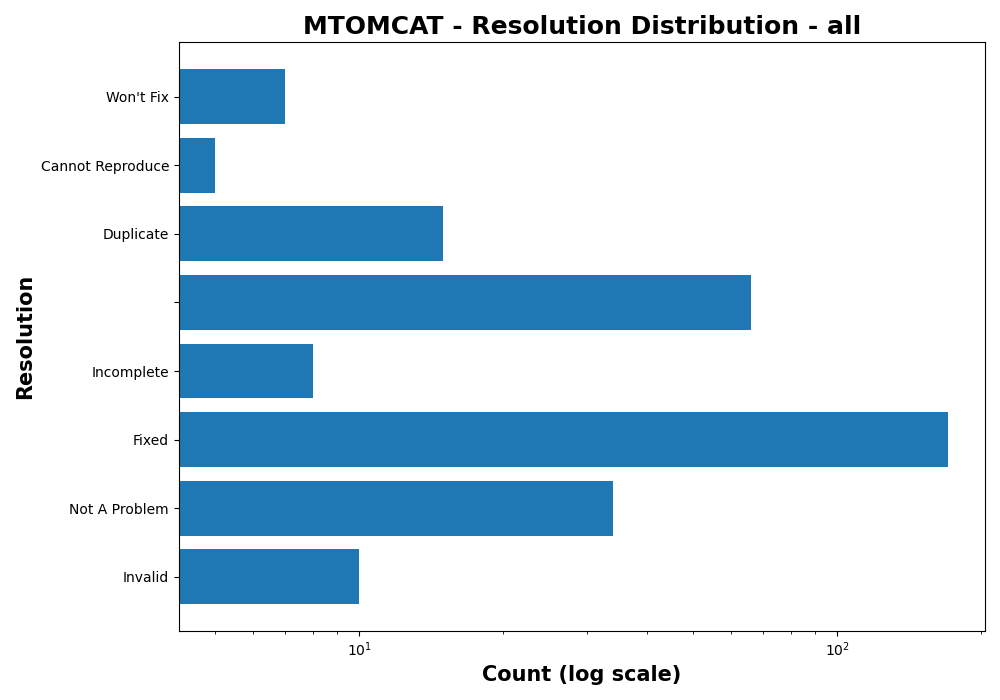 MTOMCAT - Resolution Distribution - all
Won't Fix
Cannot Reproduce
Duplicate
Incomplete
Fixed
Not A Problem
Invalid
Resolution
10¹ 10²
Count (log scale)